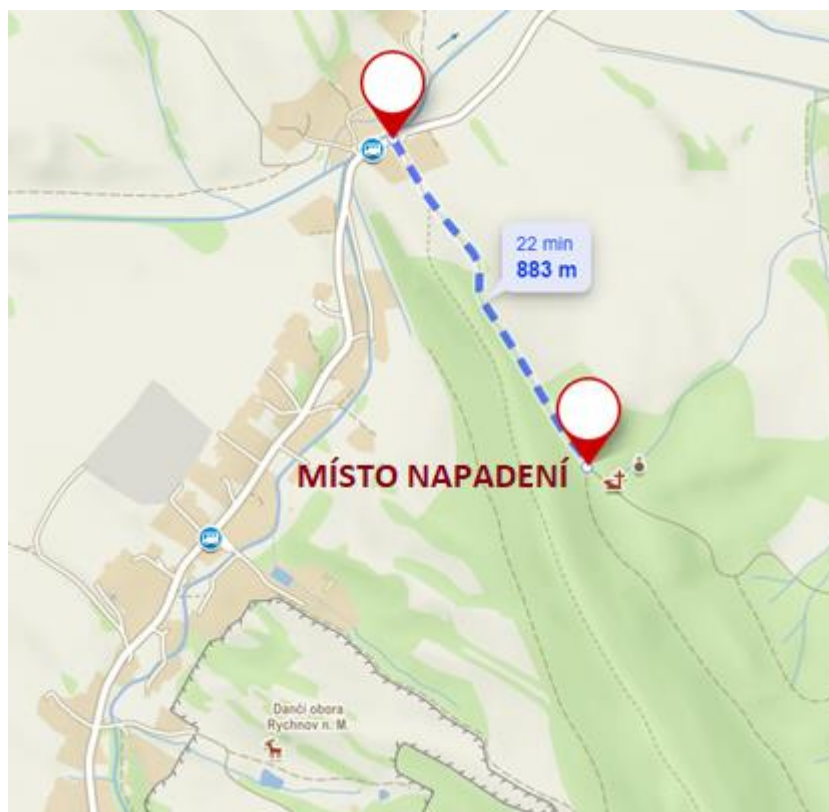 22 min
883 m
MÍSTO NAPADENÍ
Dančí obora
Rychnov n. M.